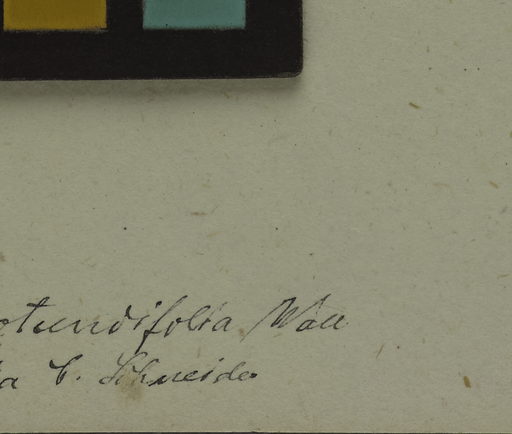 otundifolia Wall
a C. Schneider